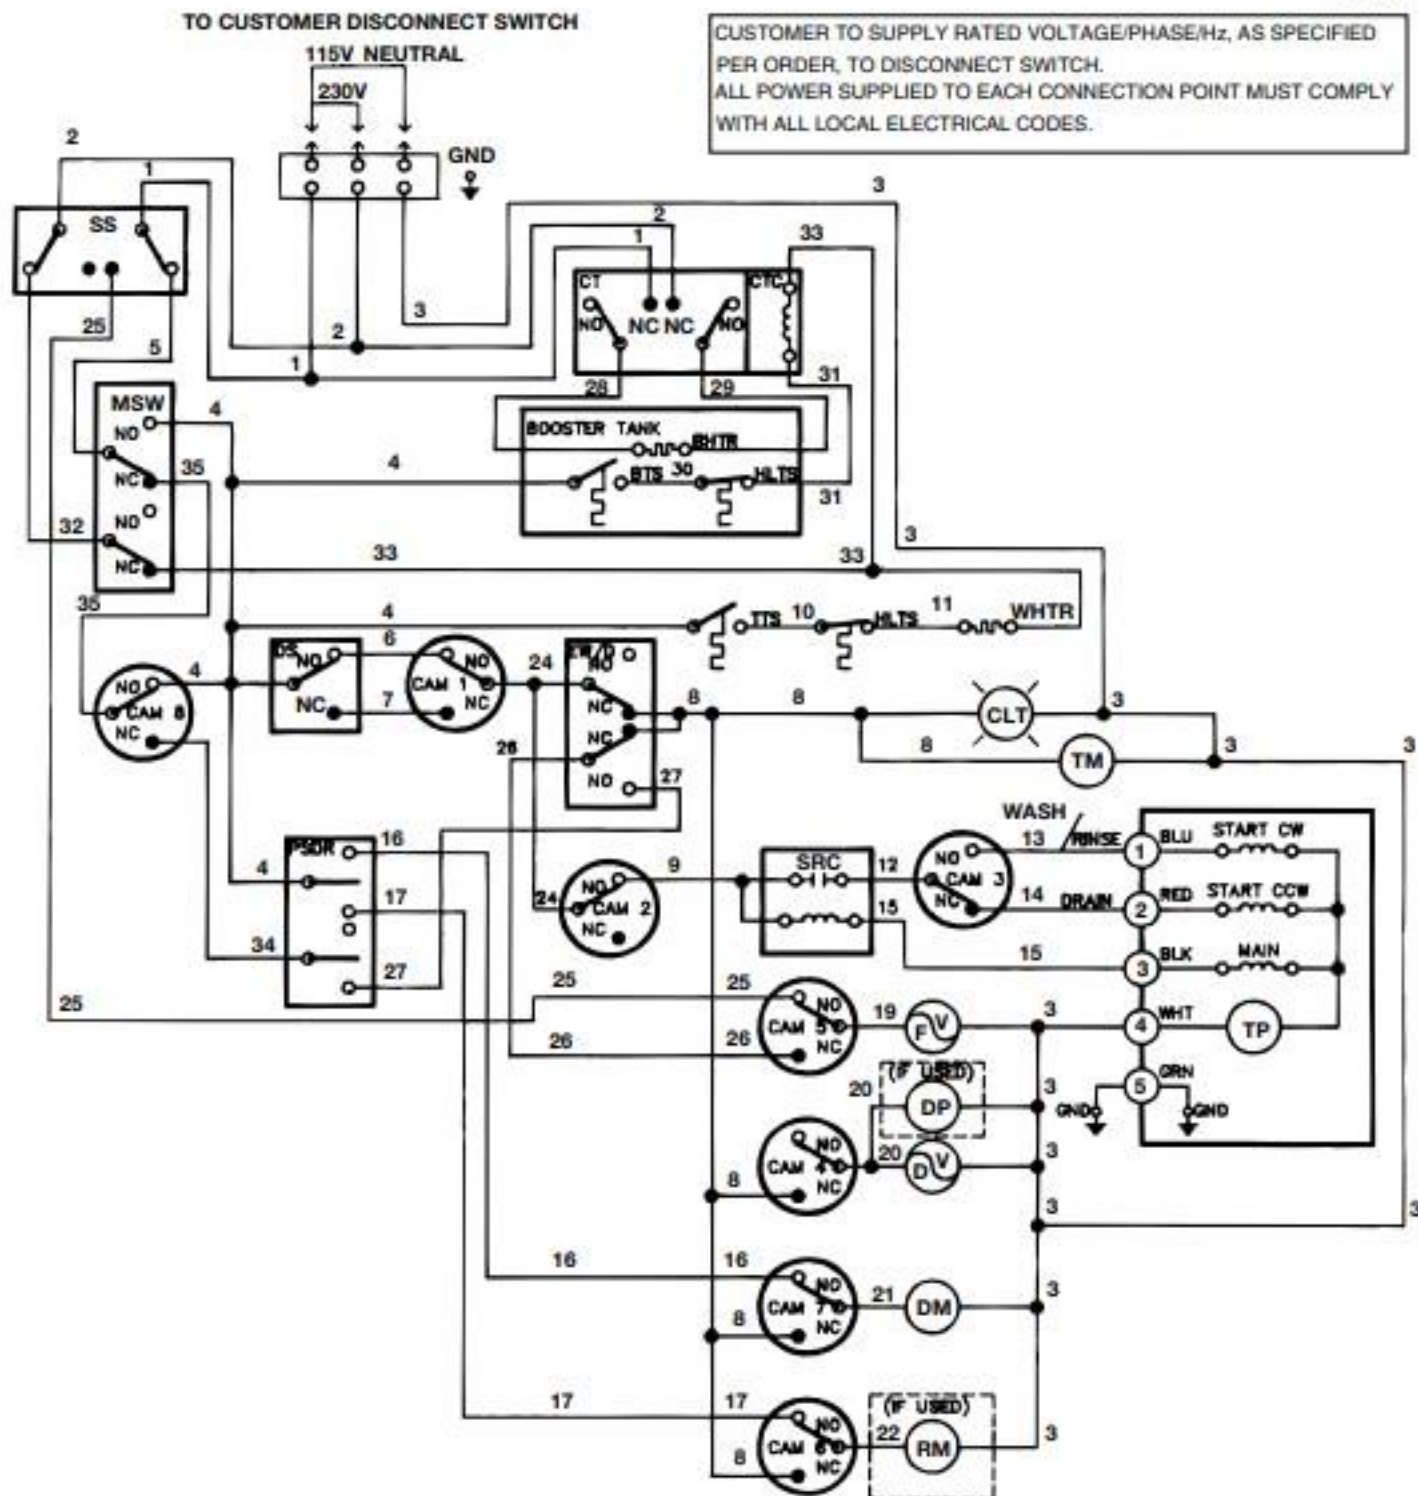 TO CUSTOMER DISCONNECT SWITCH
115V NEUTRAL
230V
CUSTOMER TO SUPPLY RATED VOLTAGE/PHASE/Hz, AS SPECIFIED
PER ORDER, TO DISCONNECT SWITCH.
ALL POWER SUPPLIED TO EACH CONNECTION POINT MUST COMPLY
WITH ALL LOCAL ELECTRICAL CODES.
2
1
GND
3
SS
2
1
33
CT
CTC
NO
NC NC
NO
25
3
2
5
1
28
29
31
MSW
4
NO
BOOSTER TANK
BHTR
35
4
NC
BTS
30
HLTS
31
NO
32
3
NC
33
33
35
4
TTS
10
HLTS
11
WHTR
DS
6
EW/D
NO
NO
24
NO
4
CAM 1
8
8
3
NO
NC
7
NC
NC
CLT
CAM 8
NC
NC
26
8
TM
3
3
NO
27
WASH
13
RINSE
1
BLU
START CW
PSDR
16
SRC
12
NO
9
4
NO
CAM 3
NC
14
DRAIN
2
RED
START CCW
17
24
CAM 2
15
NC
34
15
3
BLK
MAIN
27
25
25
25
NO
19
F
V
3
4
WHT
TP
CAM 5
26
26
NC
(IF USED)
20
DP
3
5
GRN
GND
GND
NO
CAM 4
20
D
V
3
8
NC
3
3
16
16
NO
CAM 7
21
DM
3
8
NC
17
17
NO
(IF USED)
CAM 6
22
RM
3
8
NC